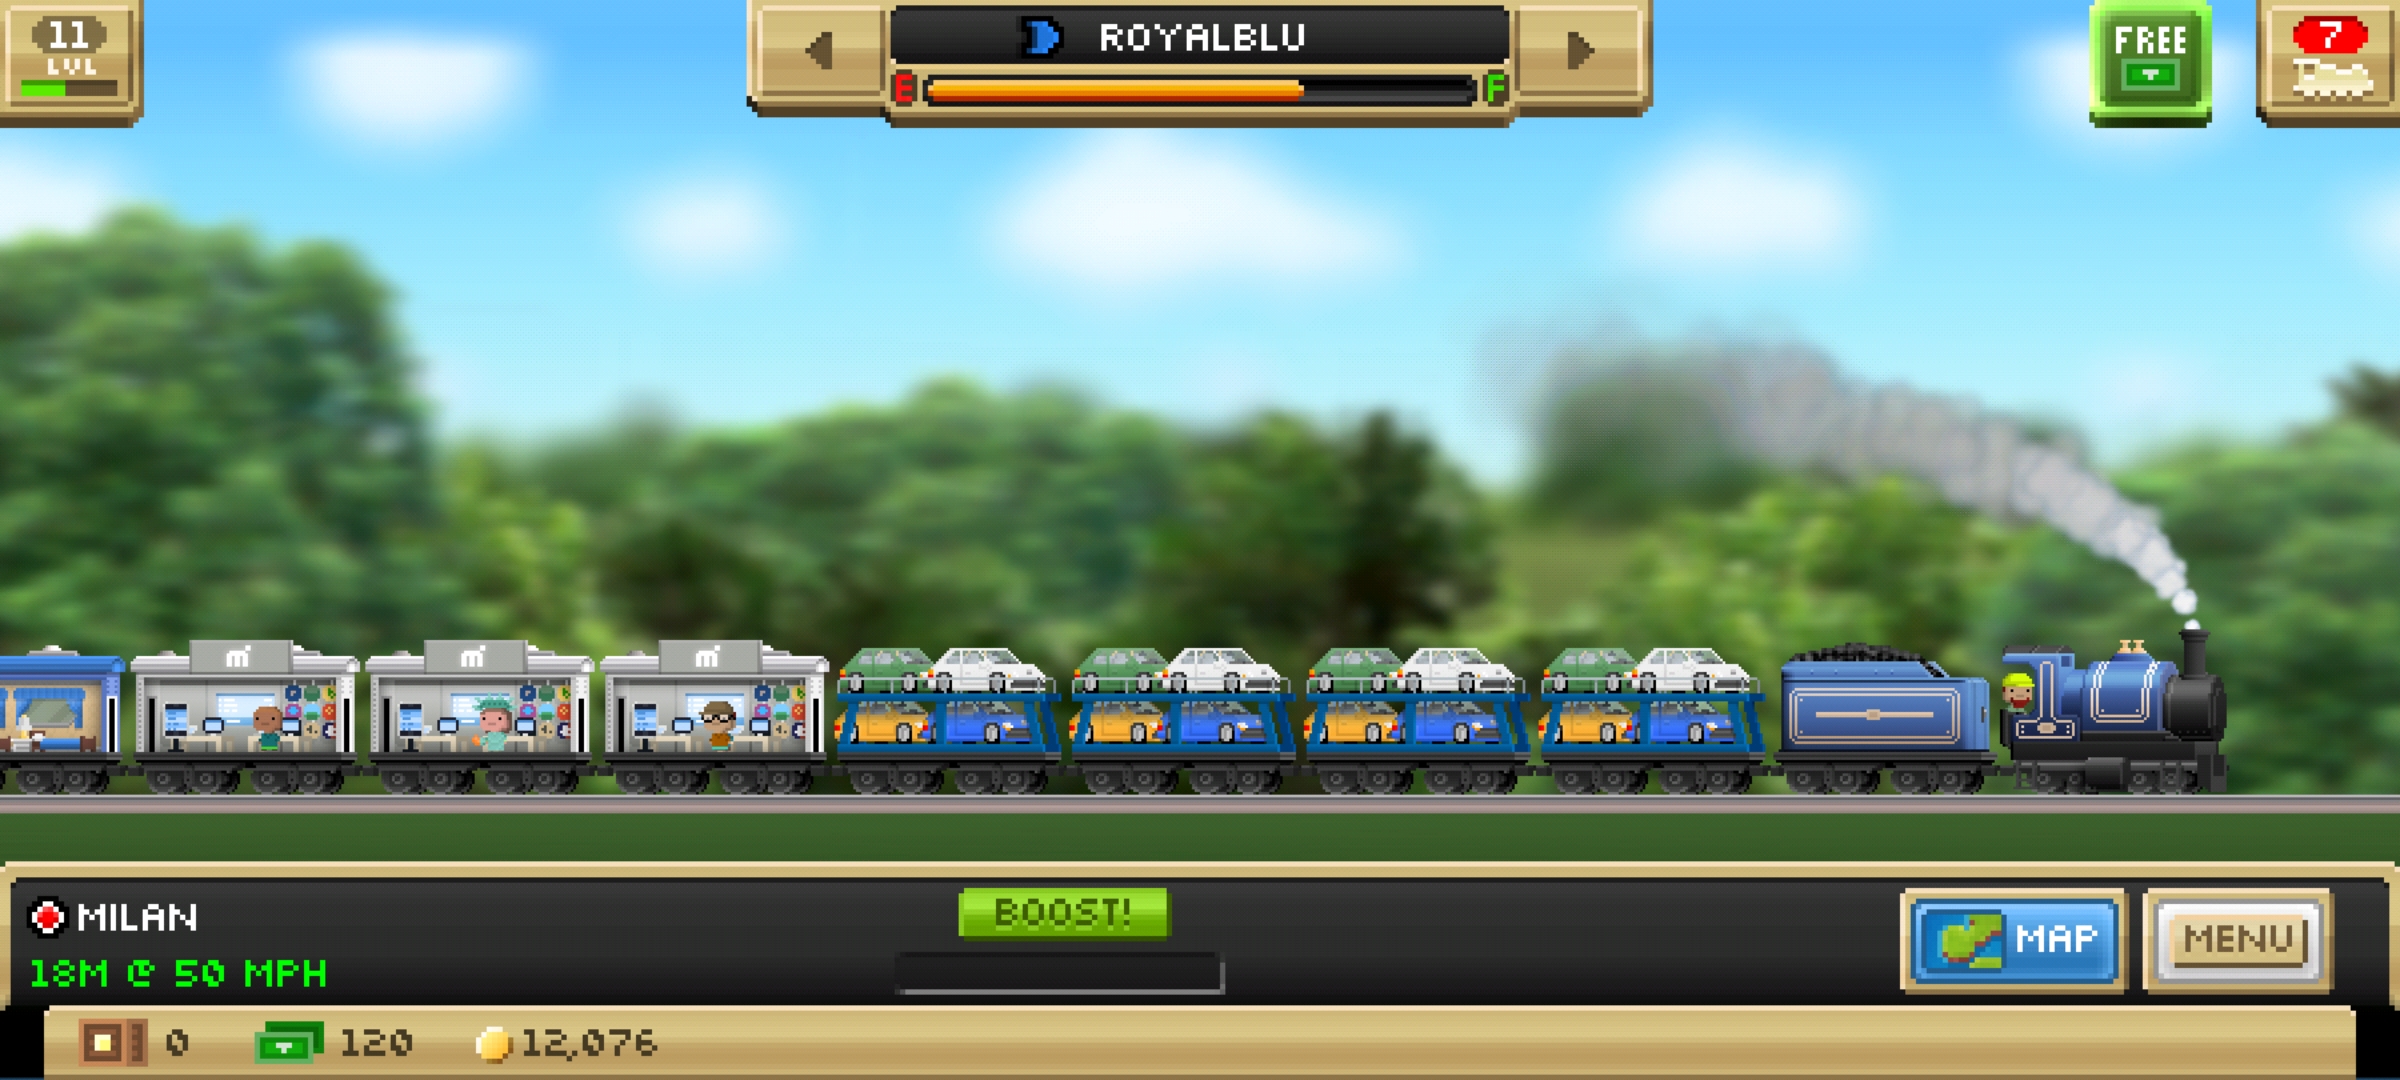 11
LVL
ROYALBLU
E F
FREE
7
m m m
MILAN
18M @ 50 MPH
BOOST!
MAP
MENU
0 120 12,076